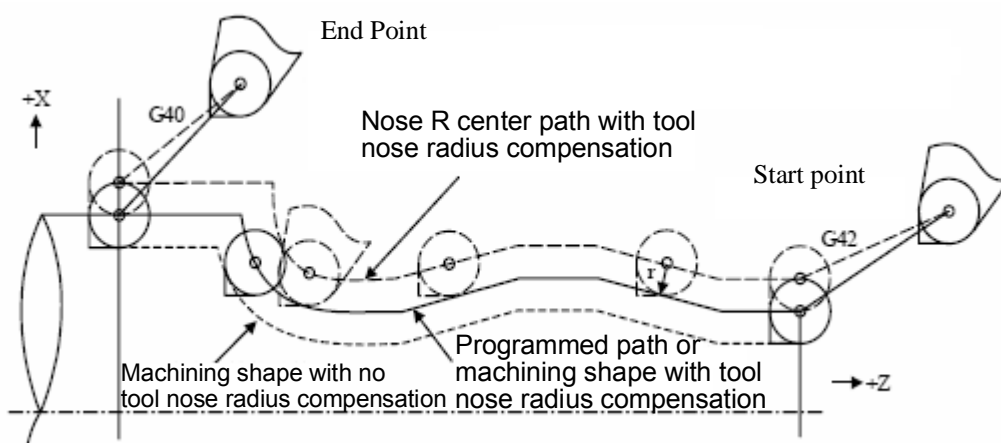 End Point
+X
G40
Nose R center path with tool
nose radius compensation
Start point
G42
r
Machining shape with no
tool nose radius compensation
Programmed path or
machining shape with tool
nose radius compensation
+Z